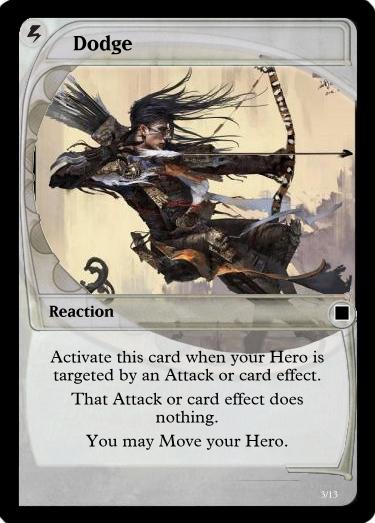 Dodge
Reaction
Activate this card when your Hero is
targeted by an Attack or card effect.
That Attack or card effect does
nothing.
You may Move your Hero.
3/13